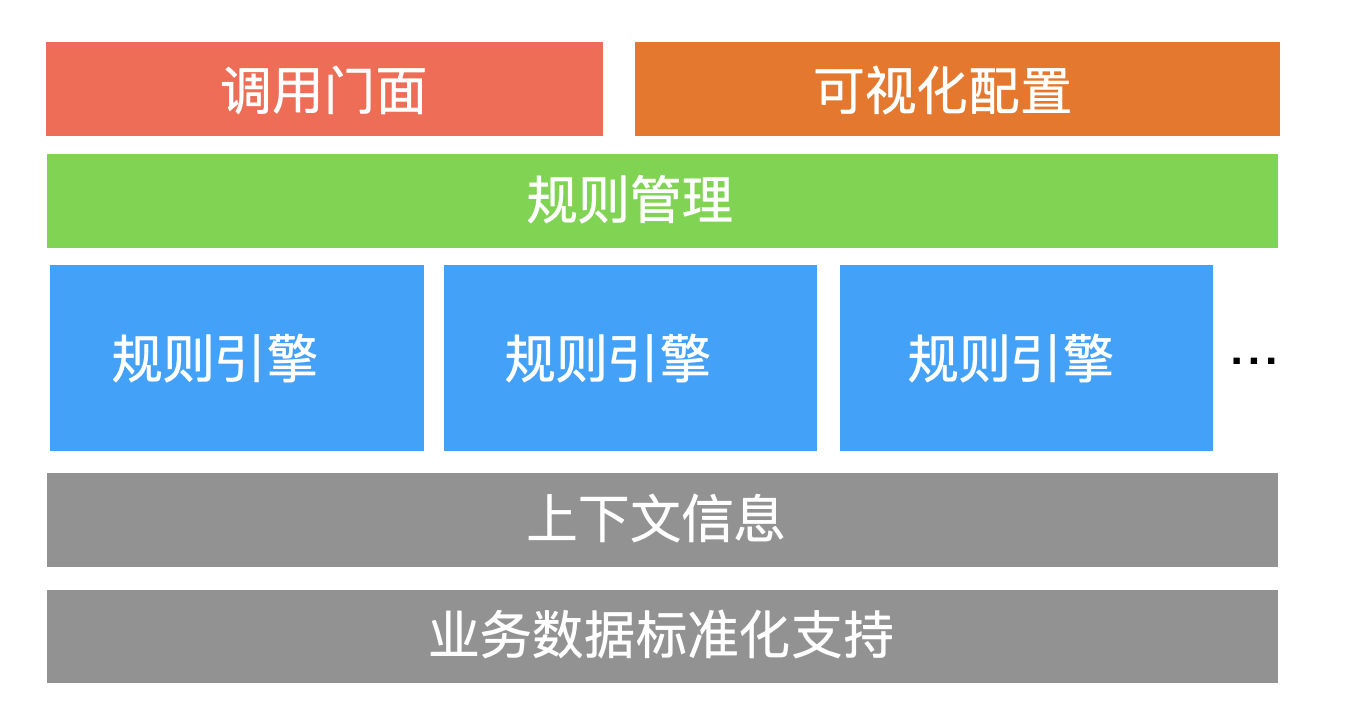 调用门面
可视化配置
规则管理
规则引擎
规则引擎
规则引擎
...
上下文信息
业务数据标准化支持